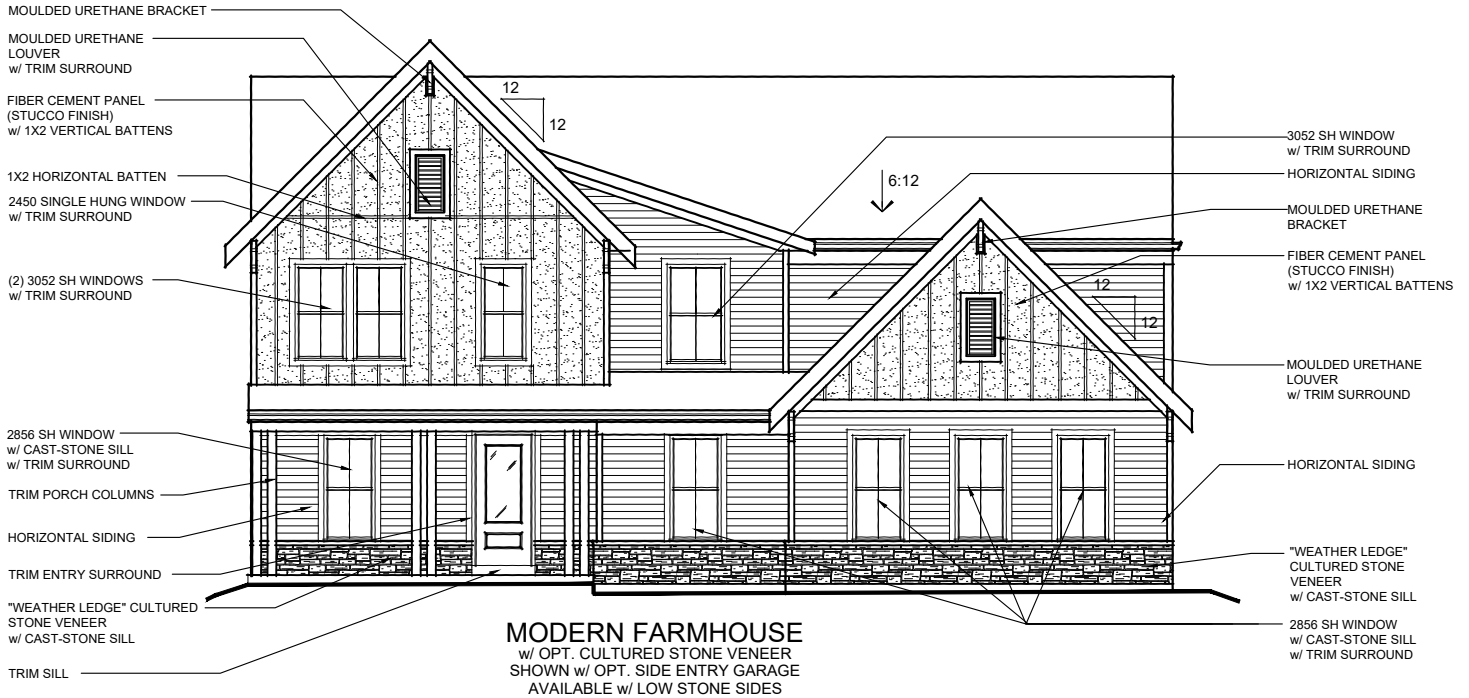 MOULDED URETHANE BRACKET
MOULDED URETHANE
LOUVER
w/ TRIM SURROUND
FIBER CEMENT PANEL
(STUCCO FINISH)
w/ 1X2 VERTICAL BATTENS
1X2 HORIZONTAL BATTEN
2450 SINGLE HUNG WINDOW
w/ TRIM SURROUND
(2) 3052 SH WINDOWS
w/ TRIM SURROUND
2856 SH WINDOW
w/ CAST-STONE SILL
w/ TRIM SURROUND
TRIM PORCH COLUMNS
HORIZONTAL SIDING
TRIM ENTRY SURROUND
"WEATHER LEDGE" CULTURED
STONE VENEER
w/ CAST-STONE SILL
TRIM SILL
12
12
6:12
12
12
3052 SH WINDOW
w/ TRIM SURROUND
HORIZONTAL SIDING
MOULDED URETHANE
BRACKET
FIBER CEMENT PANEL
(STUCCO FINISH)
w/ 1X2 VERTICAL BATTENS
MOULDED URETHANE
LOUVER
w/ TRIM SURROUND
HORIZONTAL SIDING
"WEATHER LEDGE"
CULTURED STONE
VENEER
w/ CAST-STONE SILL
2856 SH WINDOW
w/ CAST-STONE SILL
w/ TRIM SURROUND
MODERN FARMHOUSE
w/ OPT. CULTURED STONE VENEER
SHOWN w/ OPT. SIDE ENTRY GARAGE
AVAILABLE w/ LOW STONE SIDES